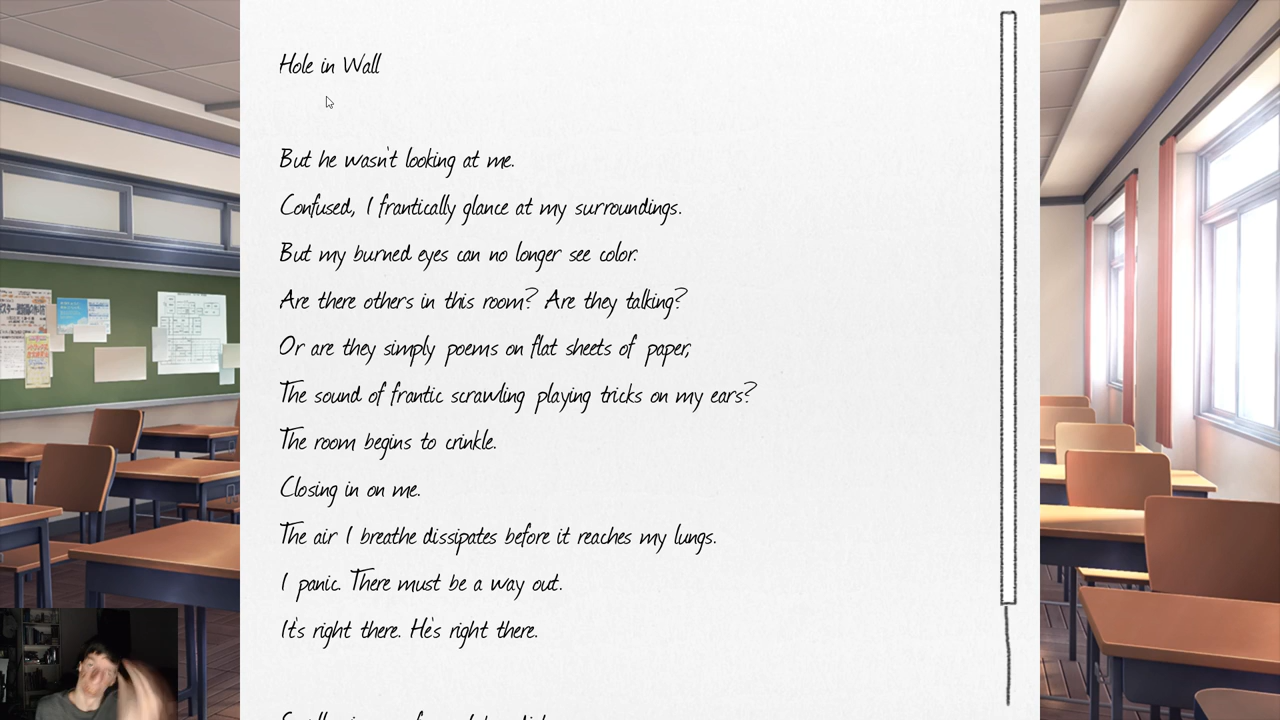 Hole in Wall
But he wasn't looking at me.
Confused, I frantically glance at my surroundings.
But my burned eyes can no longer see color.
Are there others in this room? Are they talking?
Or are they simply poems on flat sheets of paper,
The sound of frantic scrawling playing tricks on my ears?
The room begins to crinkle.
Closing in on me.
The air I breathe dissipates before it reaches my lungs.
I panic. There must be a way out.
It's right there. He's right there.